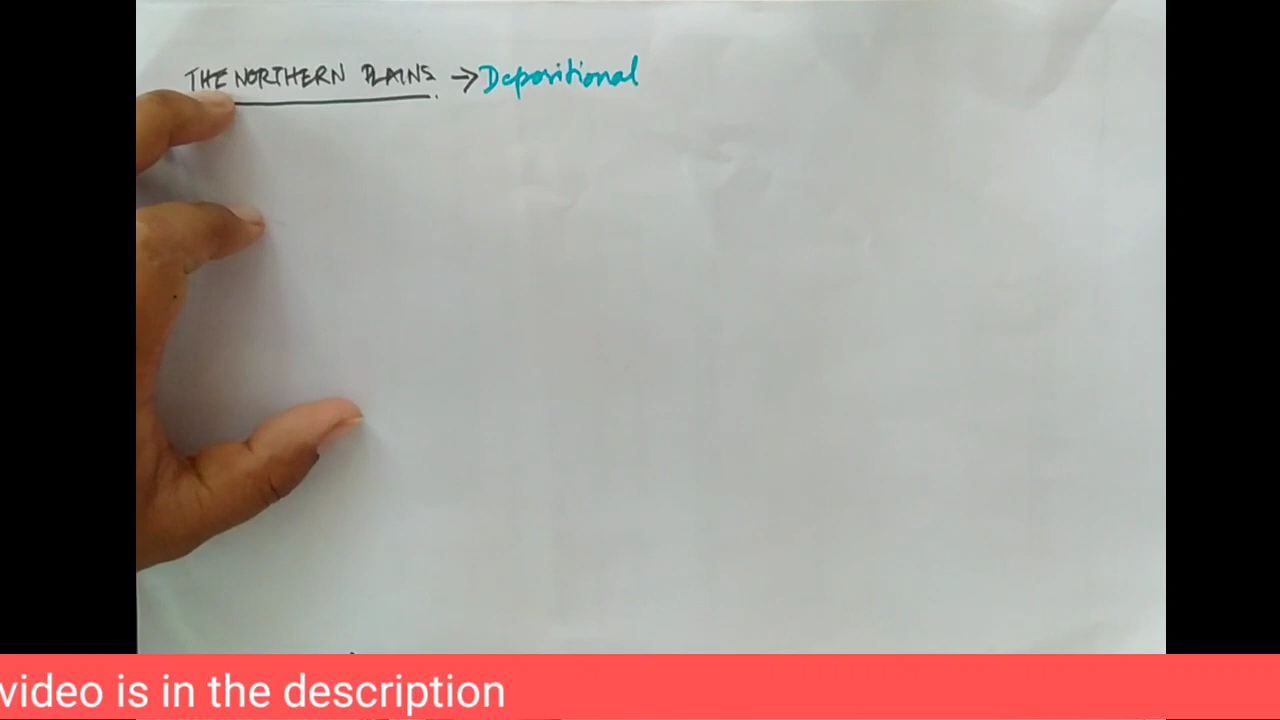 THE NORTHERN PLAINS. → Depositional
video is in the description